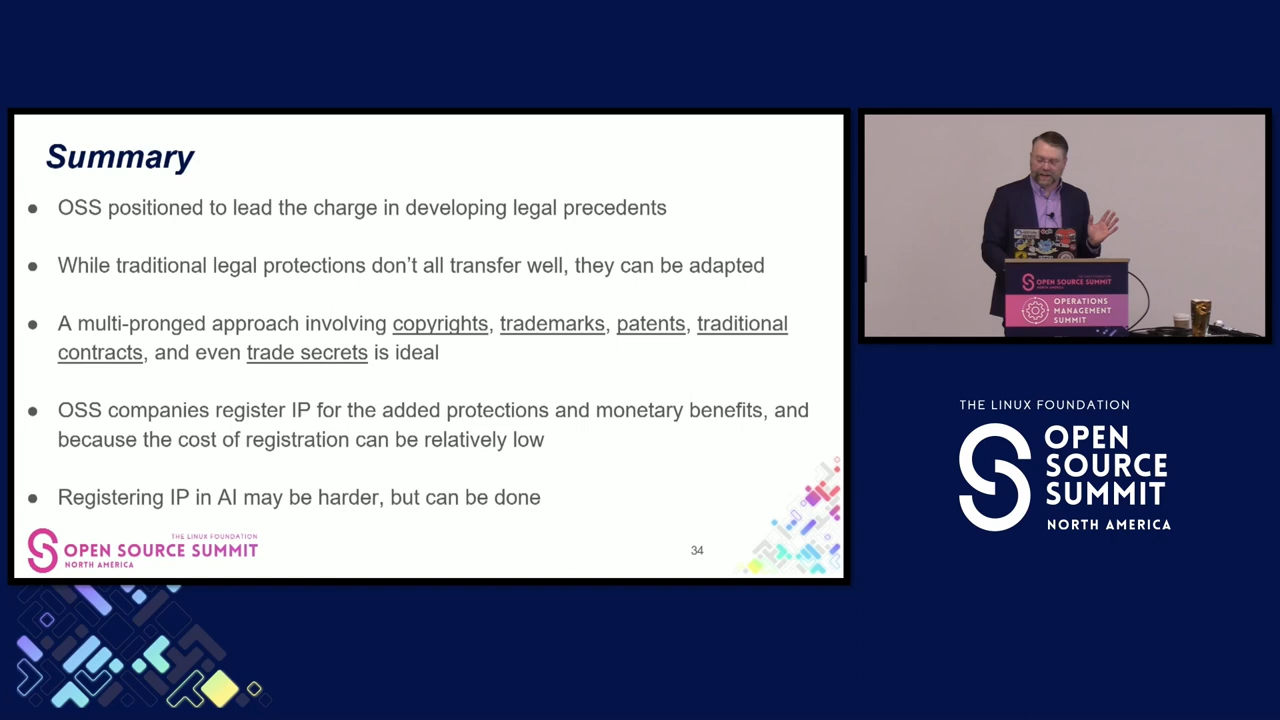 Summary
● OSS positioned to lead the charge in developing legal precedents
● While traditional legal protections don’t all transfer well, they can be adapted
● A multi-pronged approach involving copyrights, trademarks, patents, traditional
contracts, and even trade secrets is ideal
● OSS companies register IP for the added protections and monetary benefits, and
because the cost of registration can be relatively low
● Registering IP in AI may be harder, but can be done
THE LINUX FOUNDATION
OPEN SOURCE SUMMIT
NORTH AMERICA
34
OPEN SOURCE SUMMIT
NORTH AMERICA
OPERATIONS
MANAGEMENT
SUMMIT
THE LINUX FOUNDATION
OPEN
SOURCE
SUMMIT
NORTH AMERICA